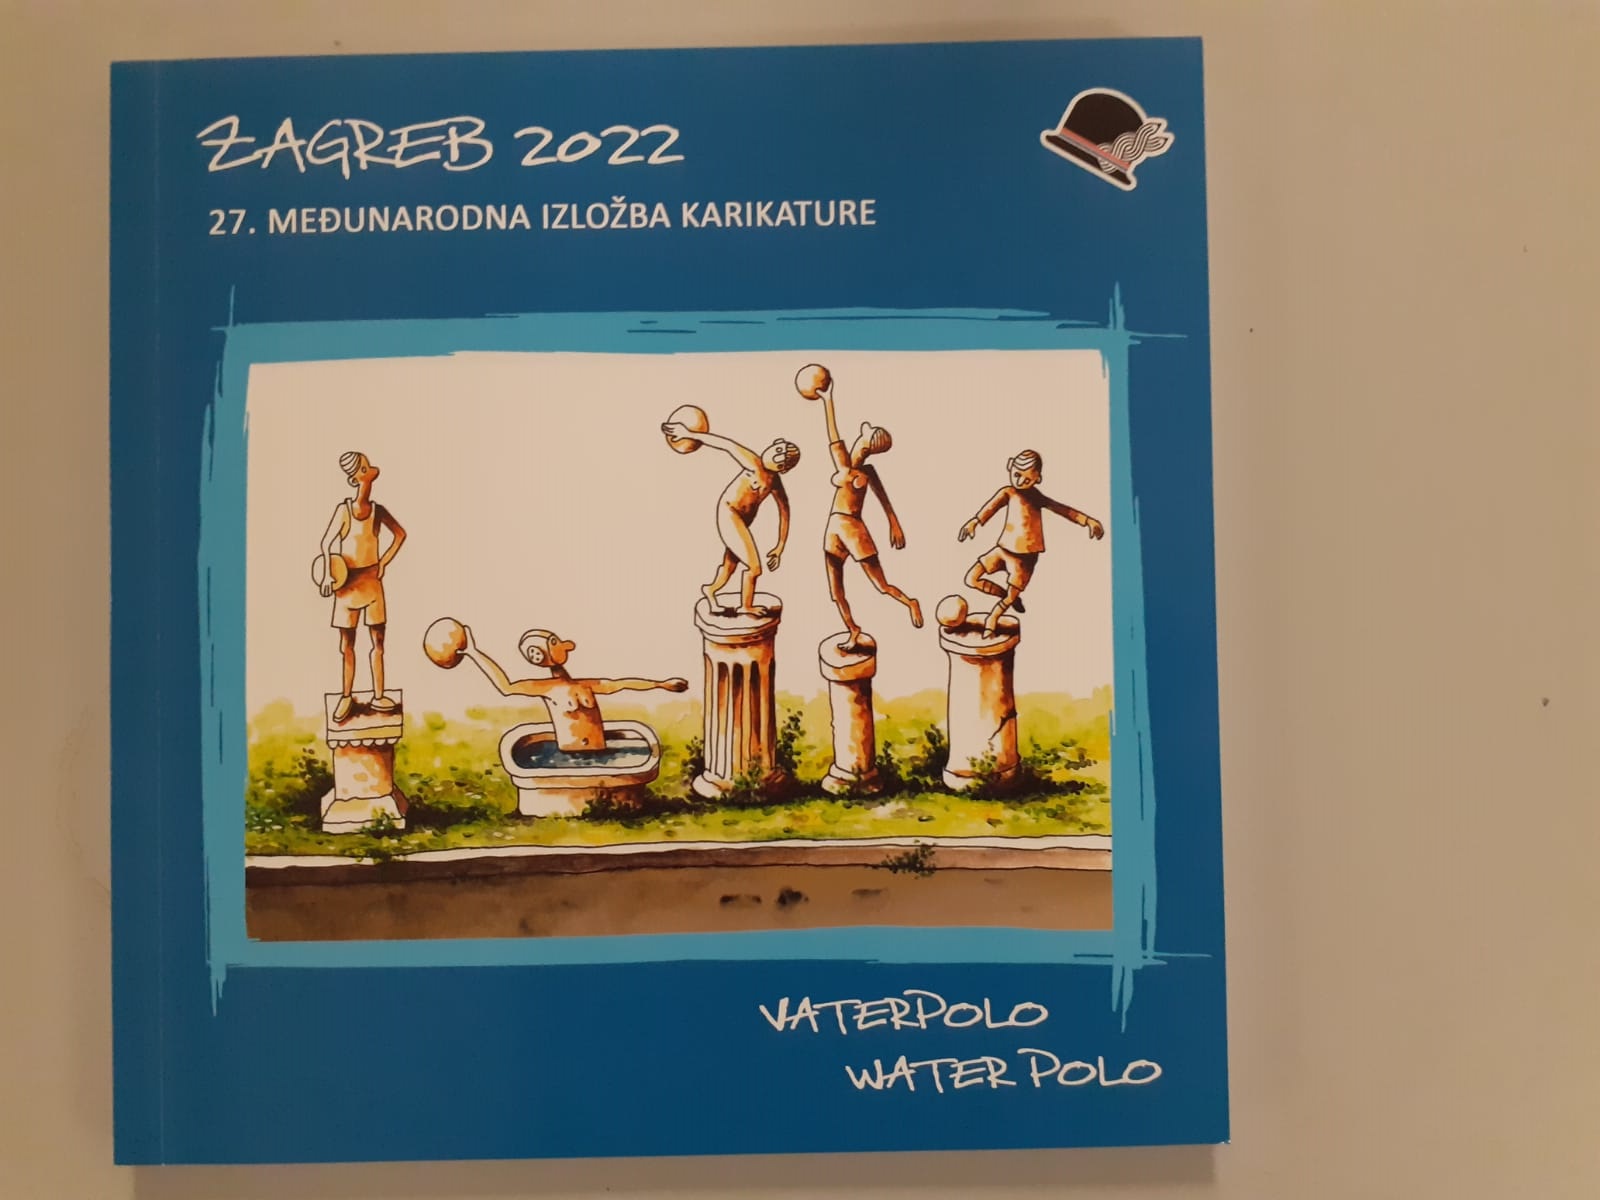 ZAGREB 2022
27. MEĐUNARODNA IZLOŽBA KARIKATURE
VATERPOLO
WATER POLO